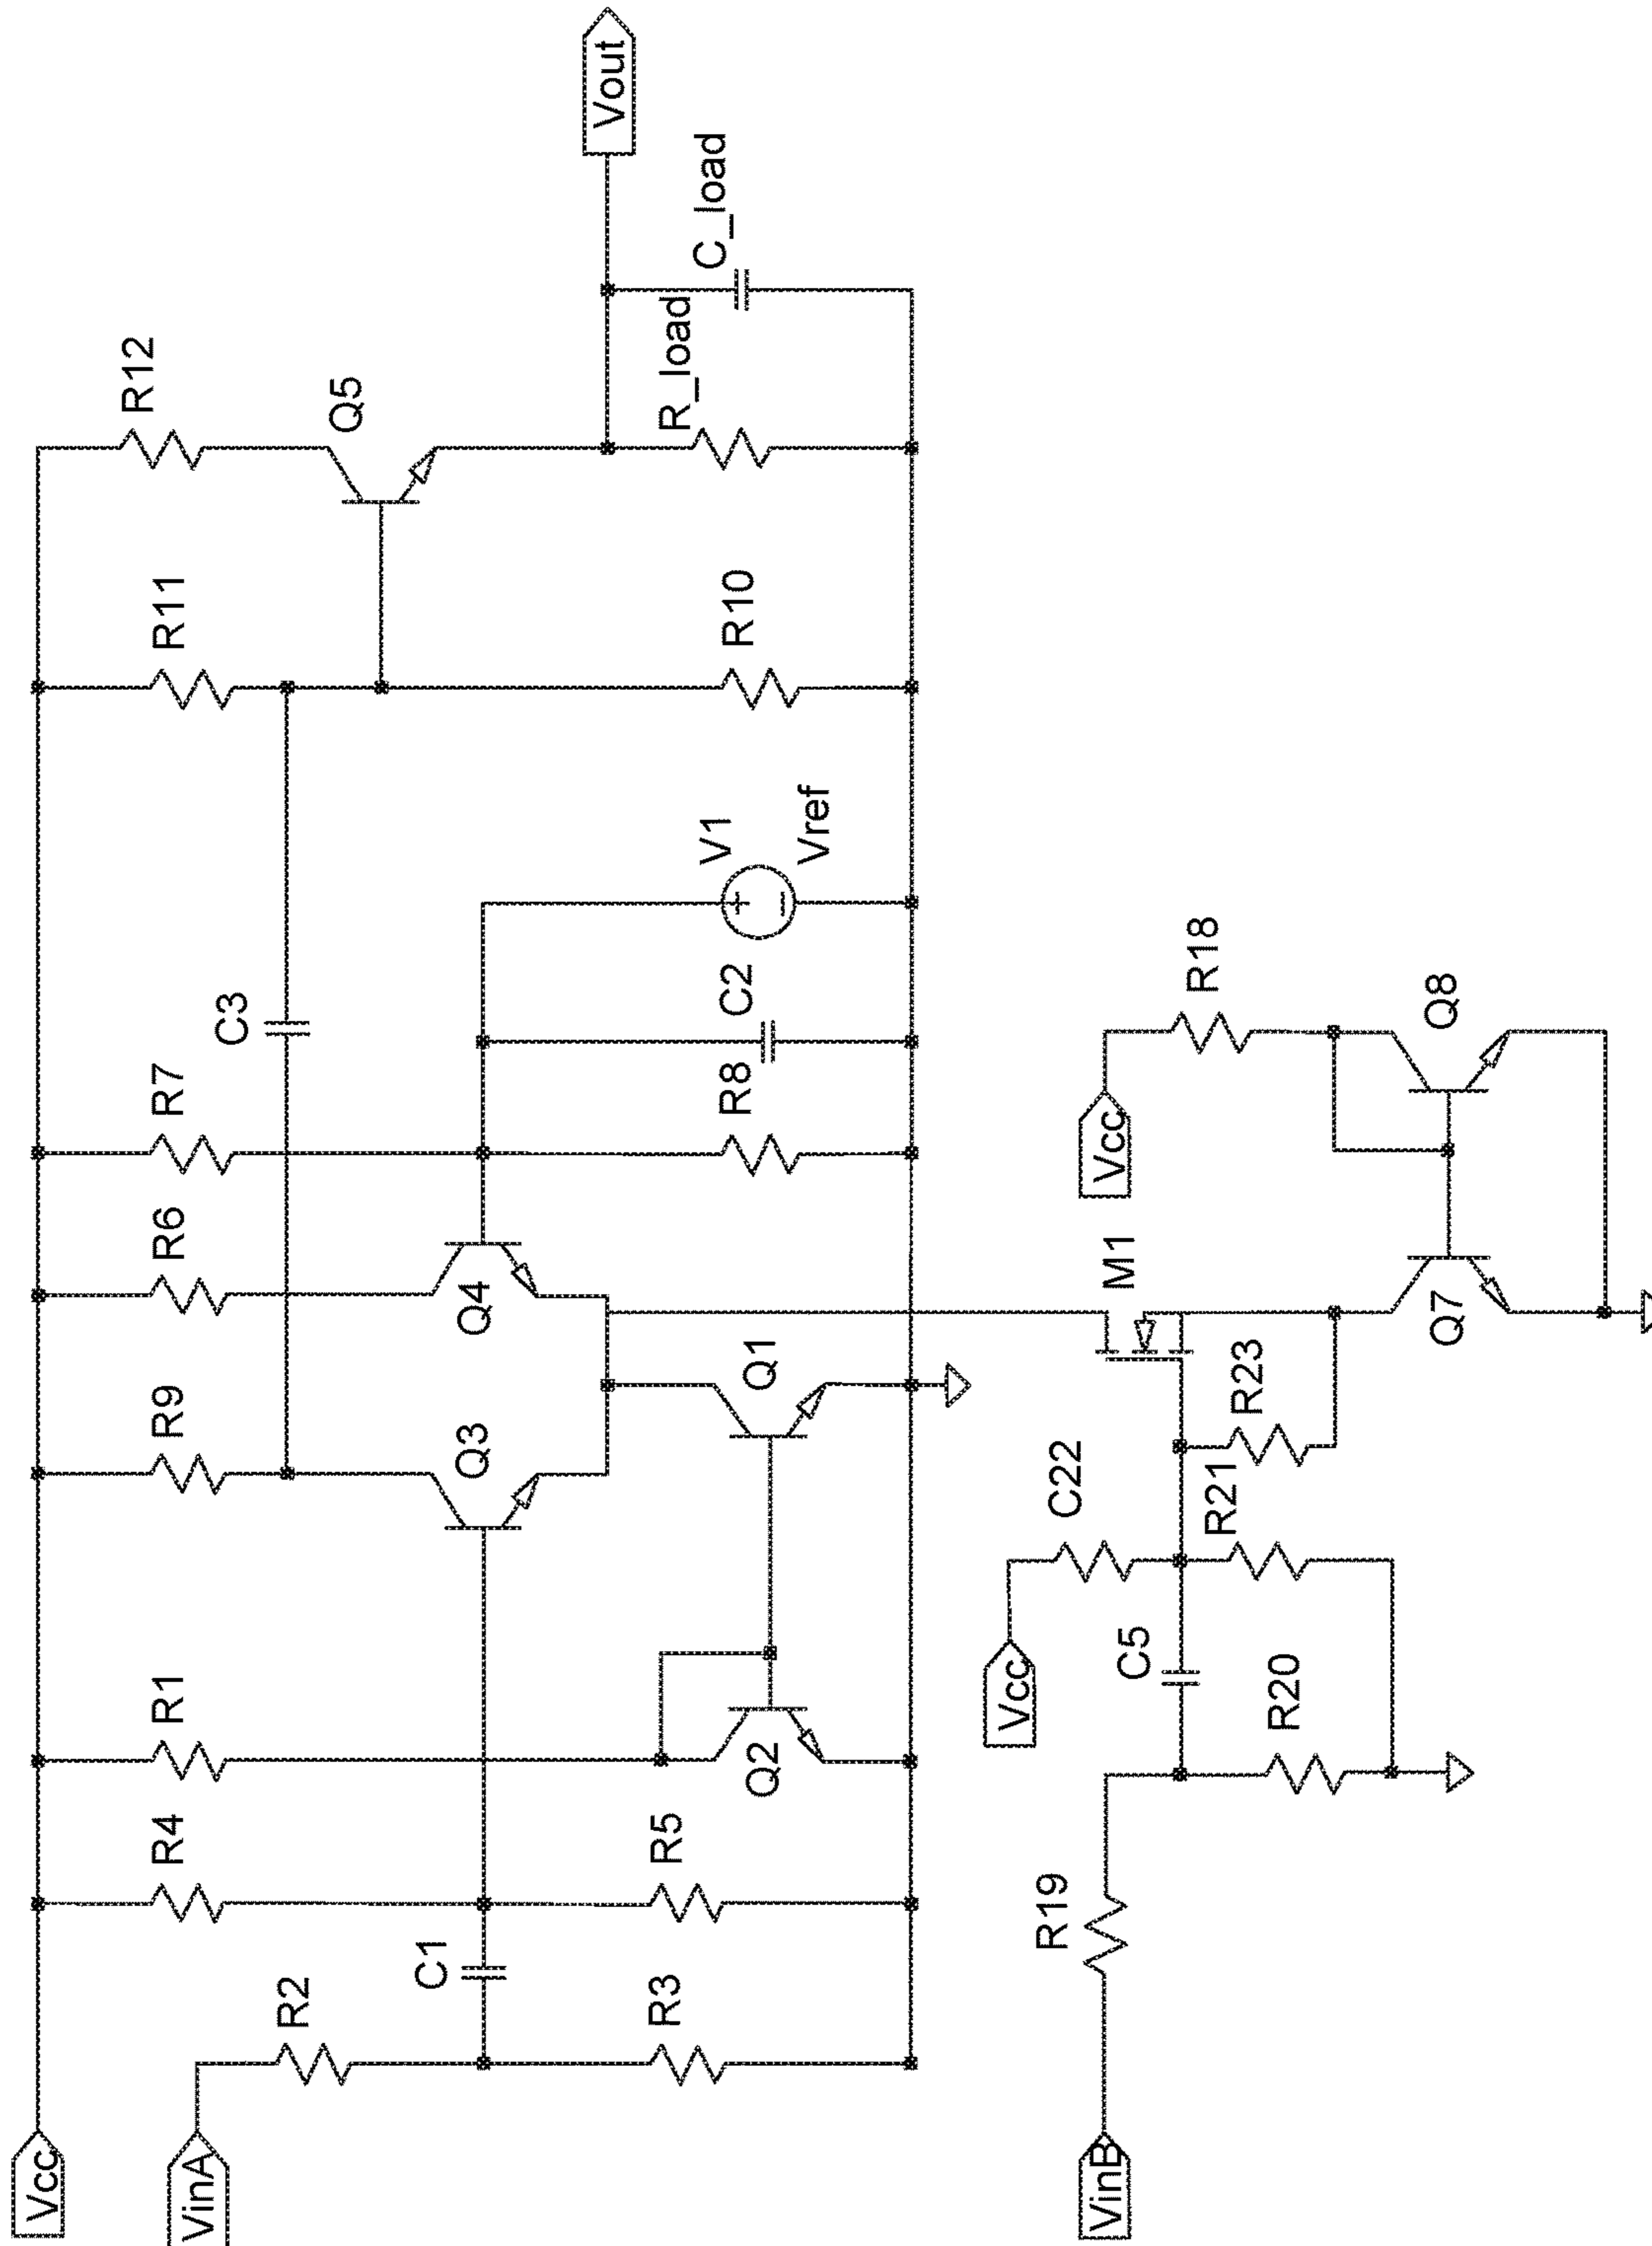 Vcc
VinA
R2
R3
C1
R4
R5
R1
Q2
R9
Q3
Q1
R6
Q4
R7
R8
C3
C2
V1
Vref
R11
R10
R12
Q5
R_load
C_load
Vout
VinB
R19
R20
C5
Vcc
C22
R21
R23
M1
Q7
Vcc
R18
Q8